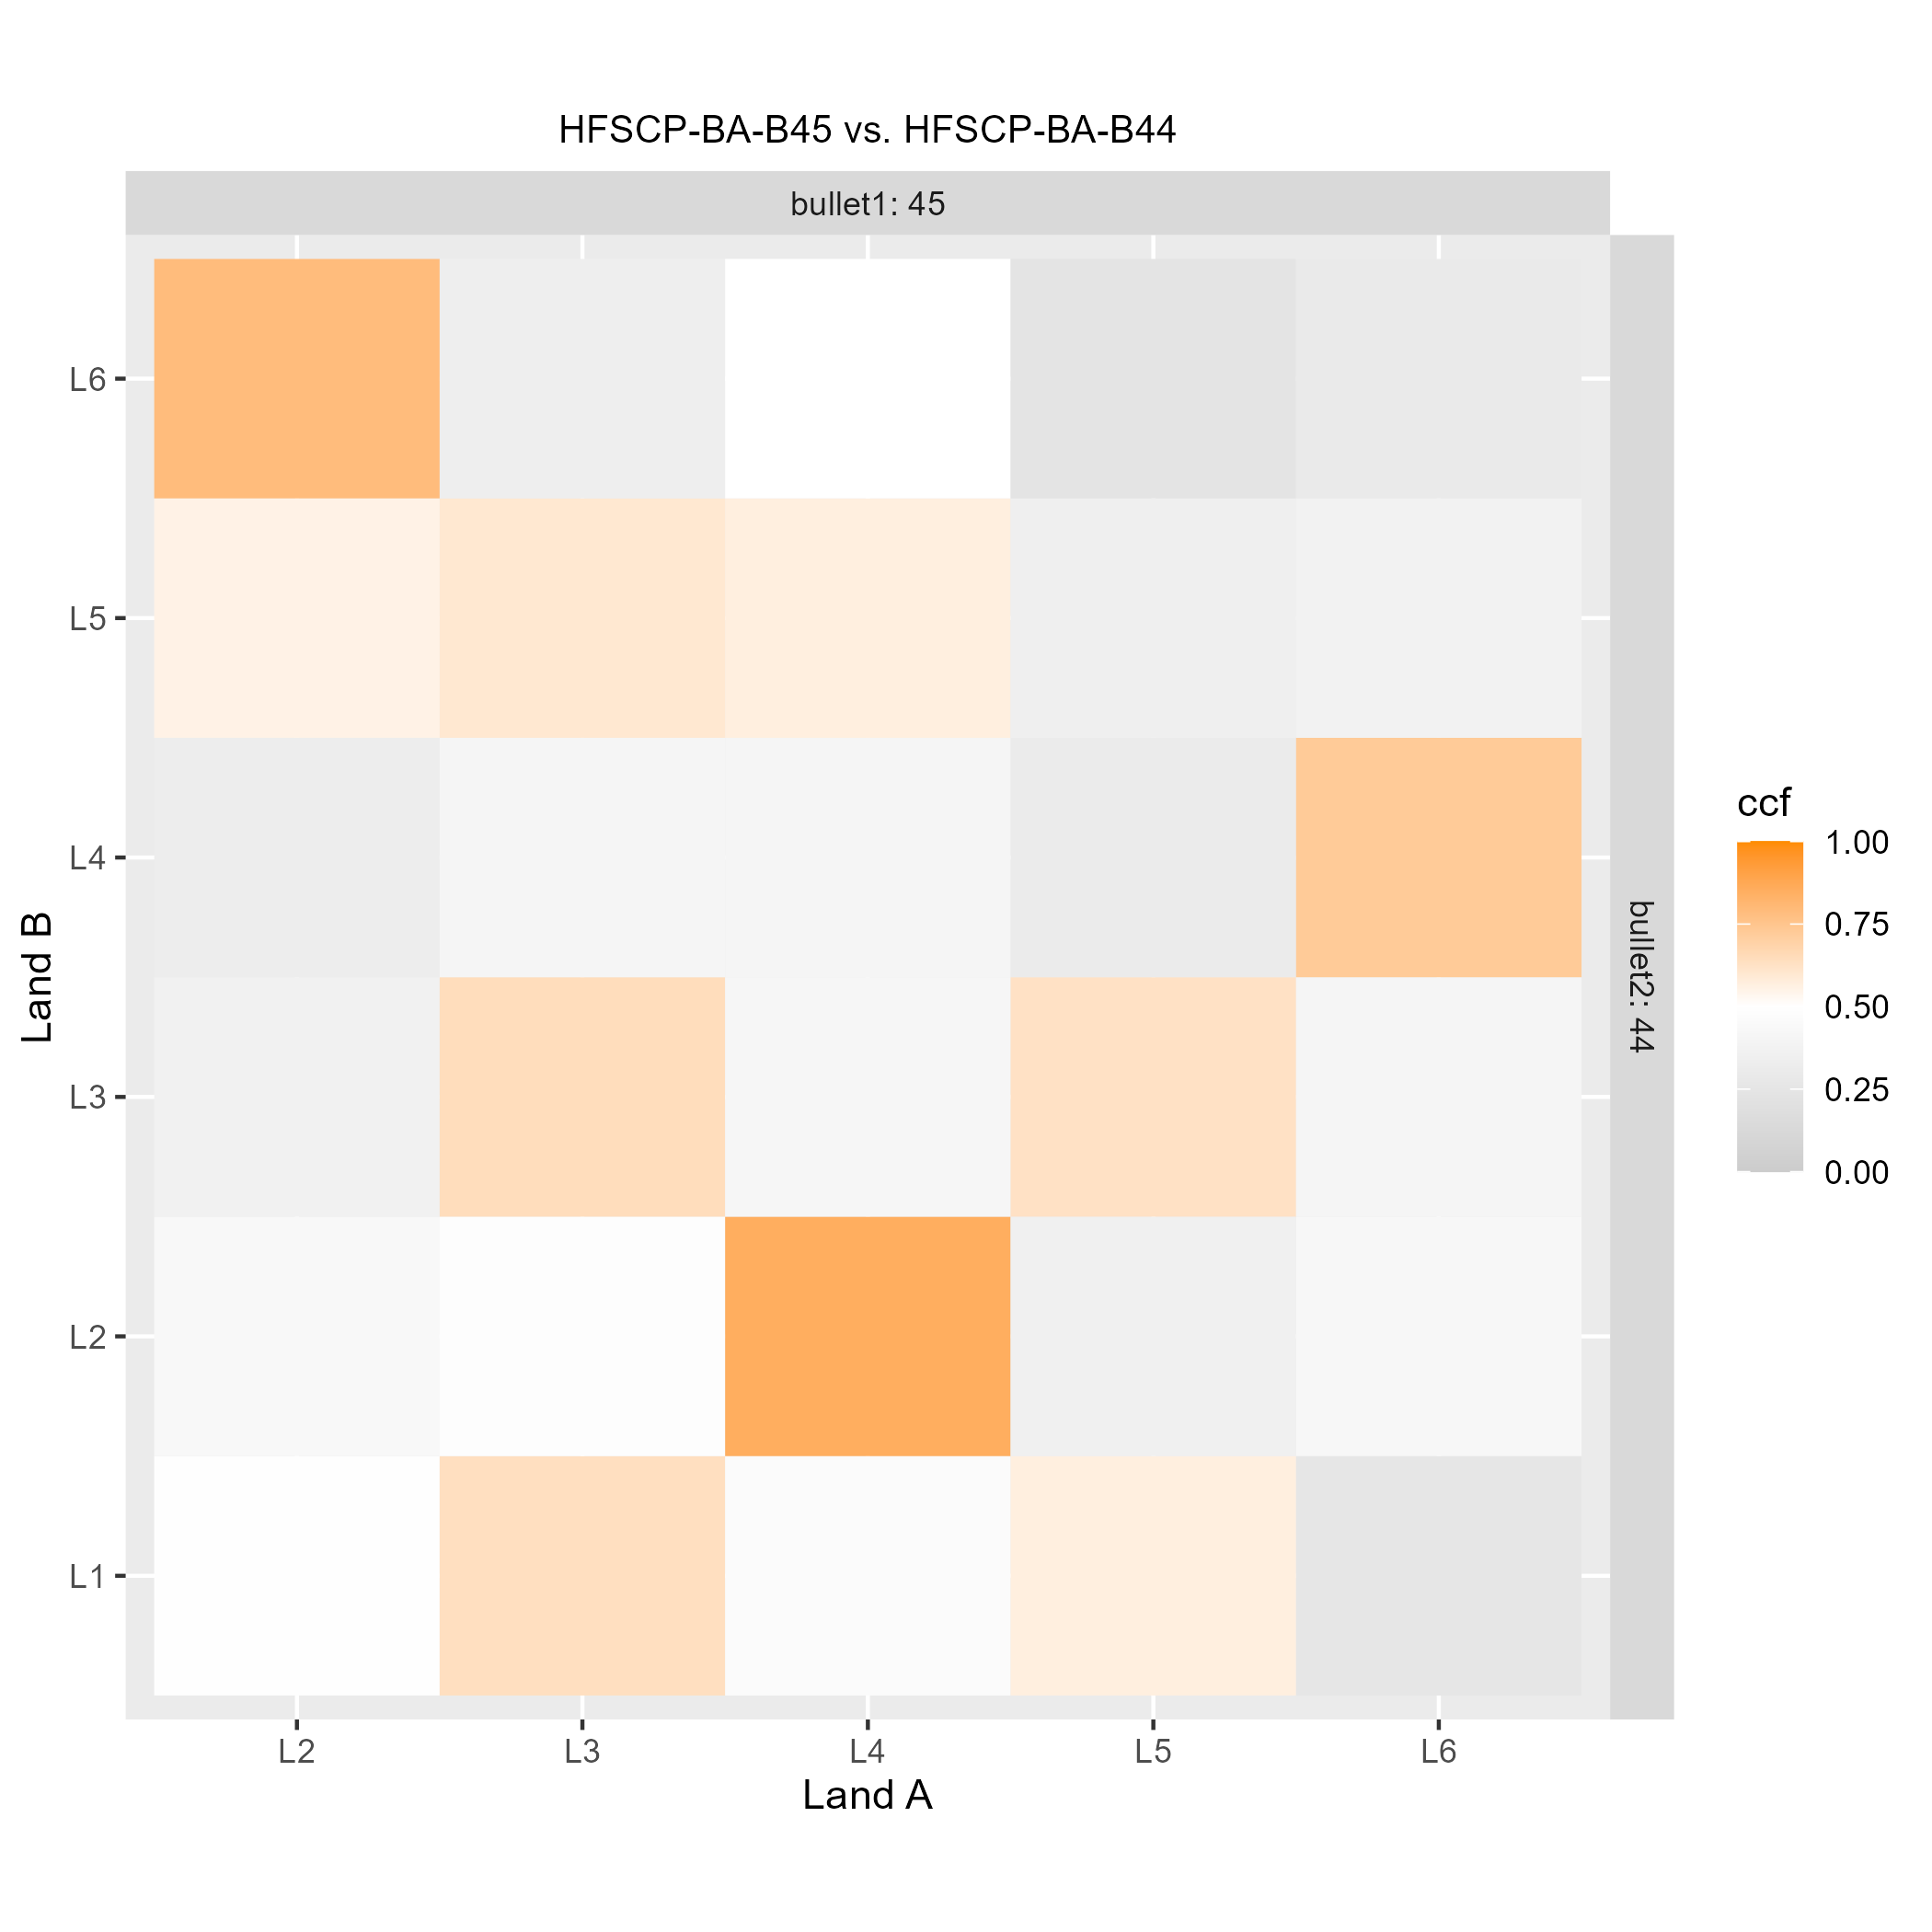 HFSCP-BA-B45 vs. HFSCP-BA-B44
bullet1: 45
L6
L5
L4
L3
L2
L1
Land B
bullet2: 44
L2
L3
L4
L5
L6
Land A
ccf
1.00
0.75
0.50
0.25
0.00